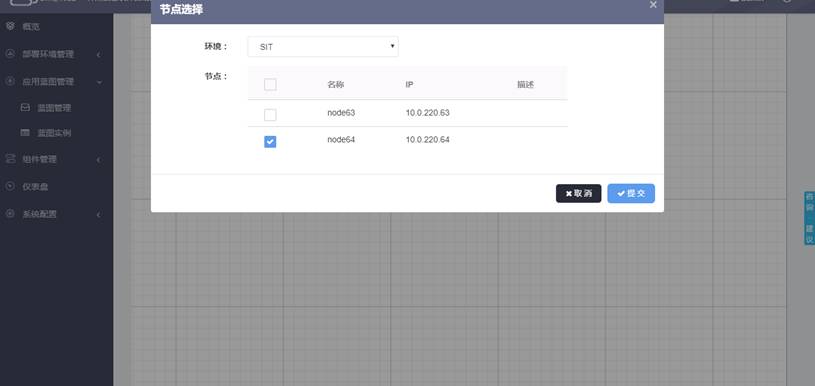 节点选择
概览
部署环境管理
应用蓝图管理
蓝图管理
蓝图实例
组件管理
仪表盘
系统配置
环境：
SIT
节点：
名称 IP 描述
node63 10.0.220.63
node64 10.0.220.64
取消 提交
咨询 建议